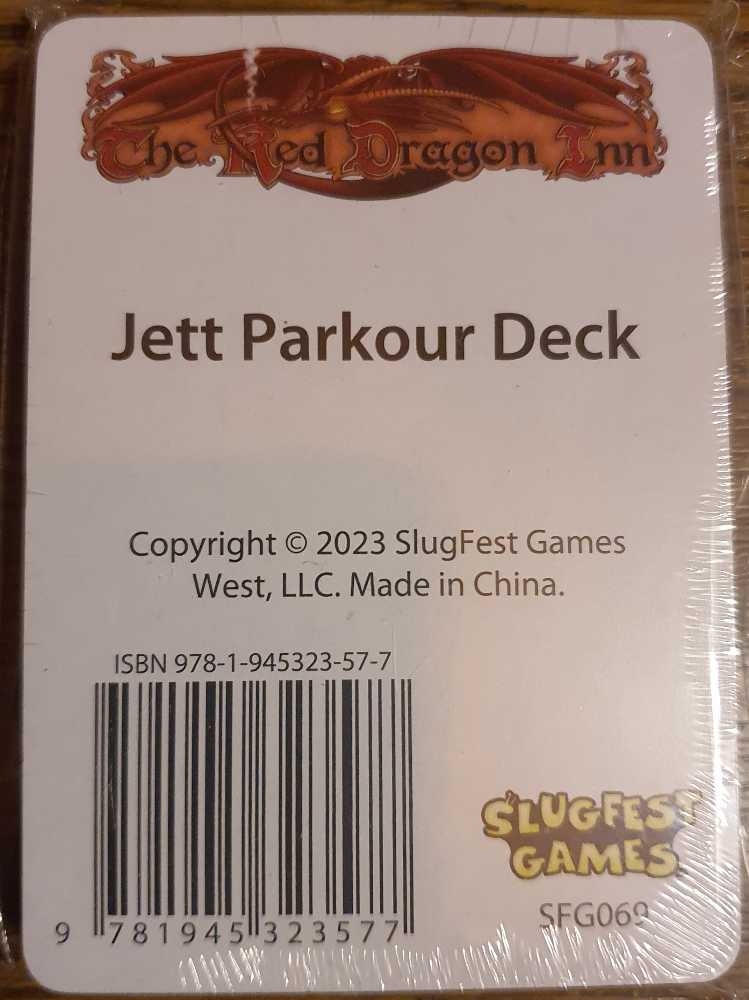 The Red Dragon Inn
Jett Parkour Deck
Copyright © 2023 SlugFest Games
West, LLC. Made in China.
ISBN 978-1-945323-57-7
9 781945 323577
SLUGFEST
GAMES
SFG069